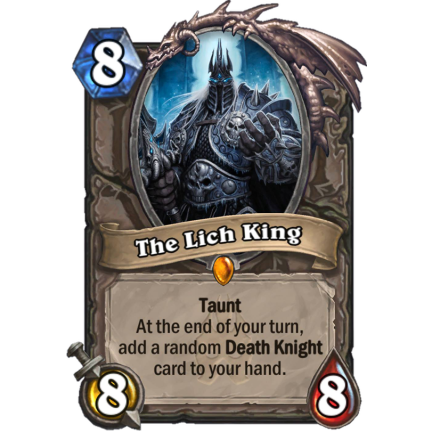 8
The Lich King
Taunt
At the end of your turn,
add a random Death Knight
card to your hand.
8
8